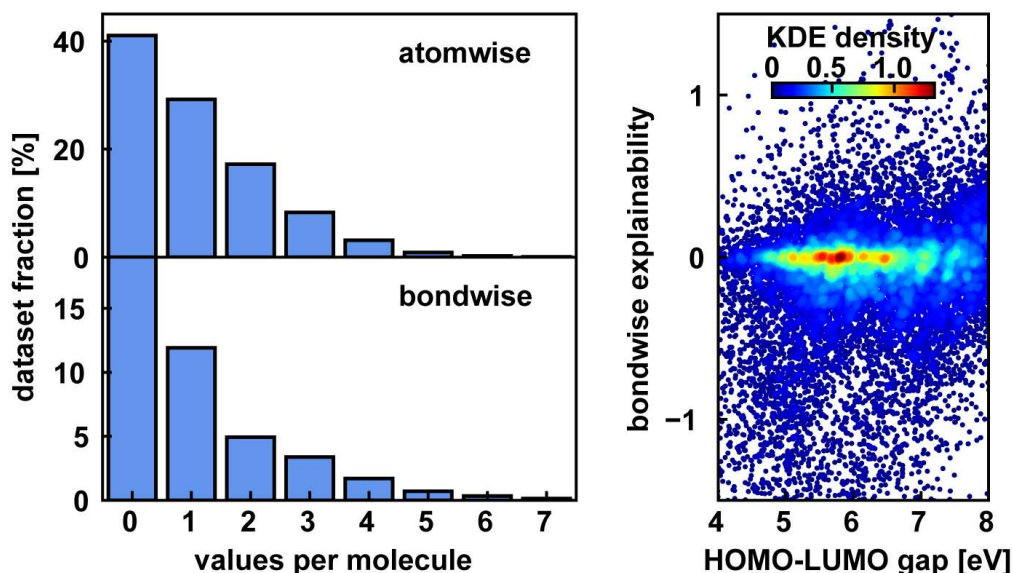 40
20
0
atomwise
15
10
5
0
bondwise
dataset fraction [%]
0 1 2 3 4 5 6 7
values per molecule
KDE density
0 0.5 1.0
1
0
−1
bondwise explainability
4 5 6 7 8
HOMO-LUMO gap [eV]